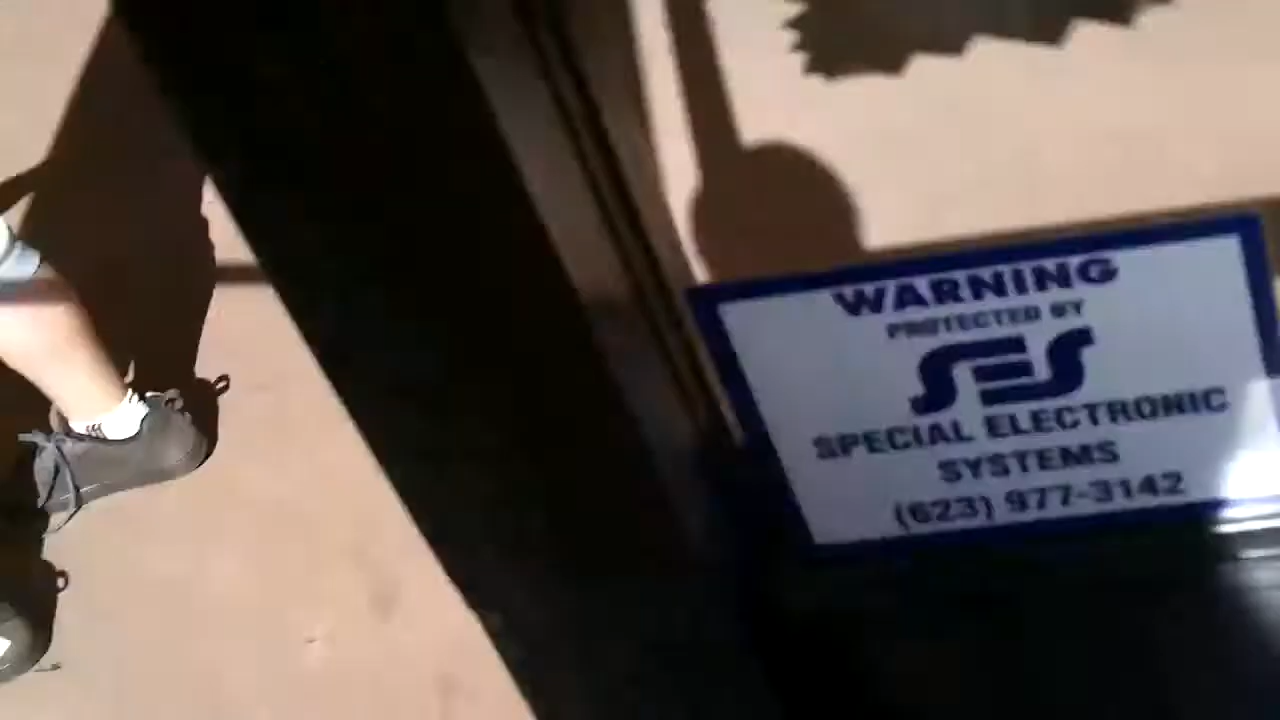 WARNING
PROTECTED BY
SES
SPECIAL ELECTRONIC
SYSTEMS
(623) 977-3142